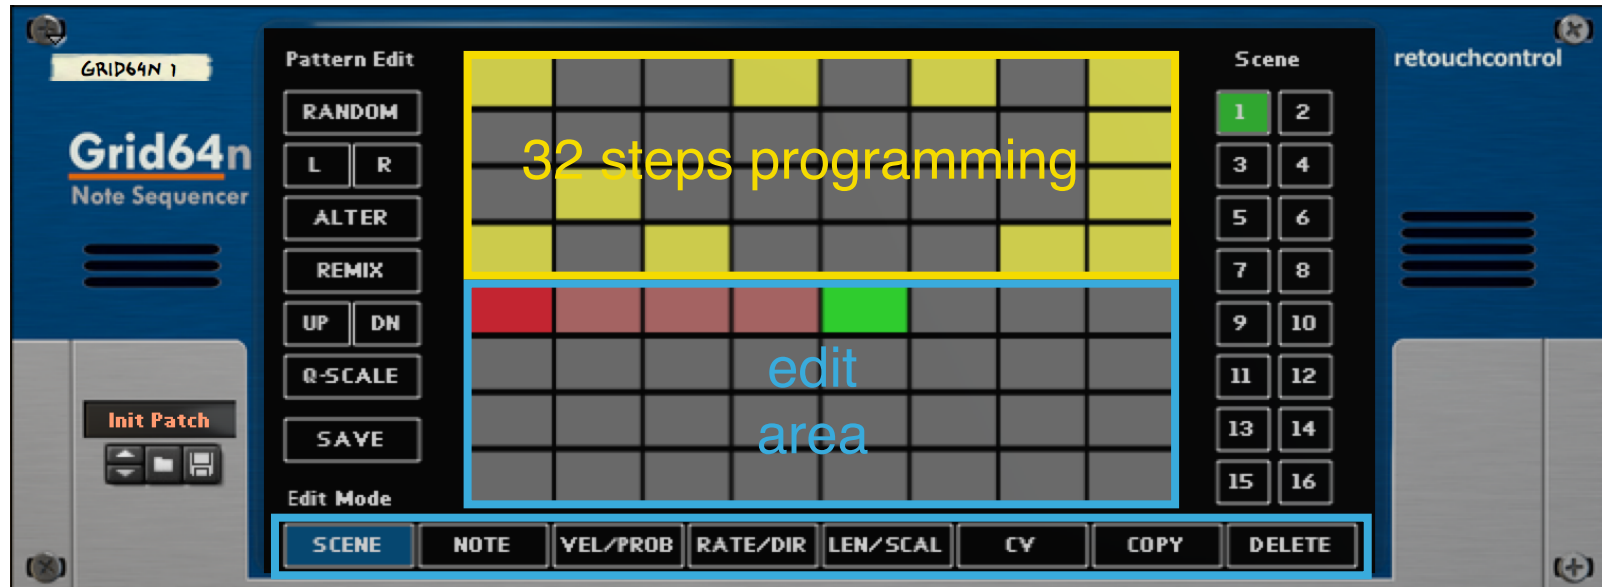 GRID64N 1
Grid64n
Note Sequencer
Init Patch
Pattern Edit
RANDOM
L R
ALTER
REMIX
UP DN
Q-SCALE
SAVE
Edit Mode
32 steps programming
edit
area
Scene
1 2
3 4
5 6
7 8
9 10
11 12
13 14
15 16
retouchcontrol
SCENE NOTE VEL/PROB RATE/DIR LEN/SCAL CV COPY DELETE